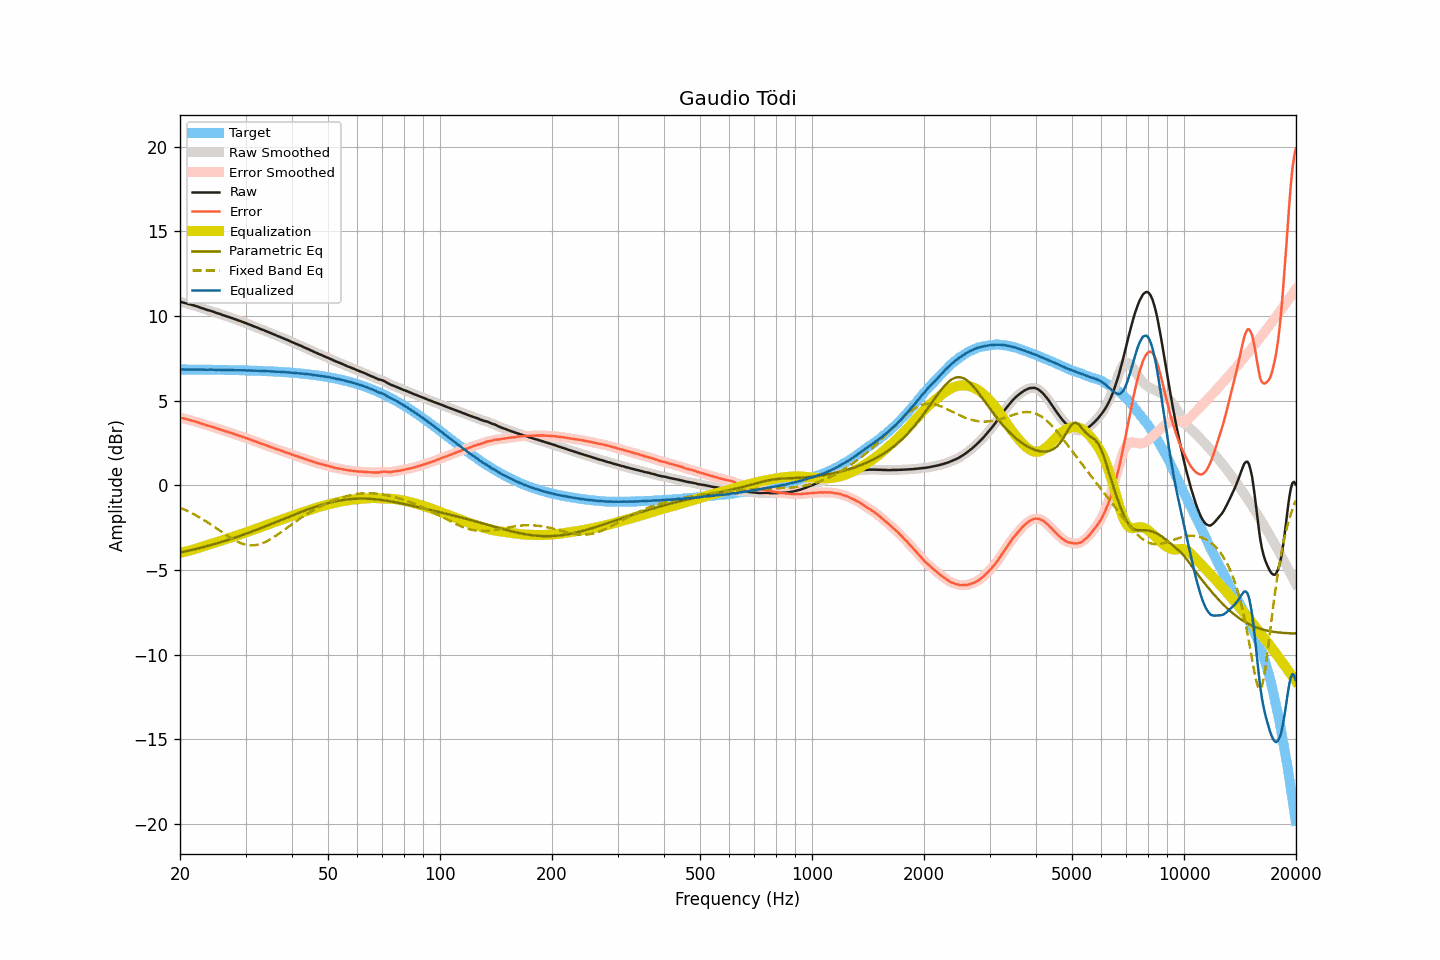 Gaudio Tödi
Target
Raw Smoothed
Error Smoothed
Raw
Error
Equalization
Parametric Eq
Fixed Band Eq
Equalized
20
15
10
5
0
−5
−10
−15
−20
Amplitude (dBr)
20
50
100
200
500
1000
2000
5000
10000
20000
Frequency (Hz)